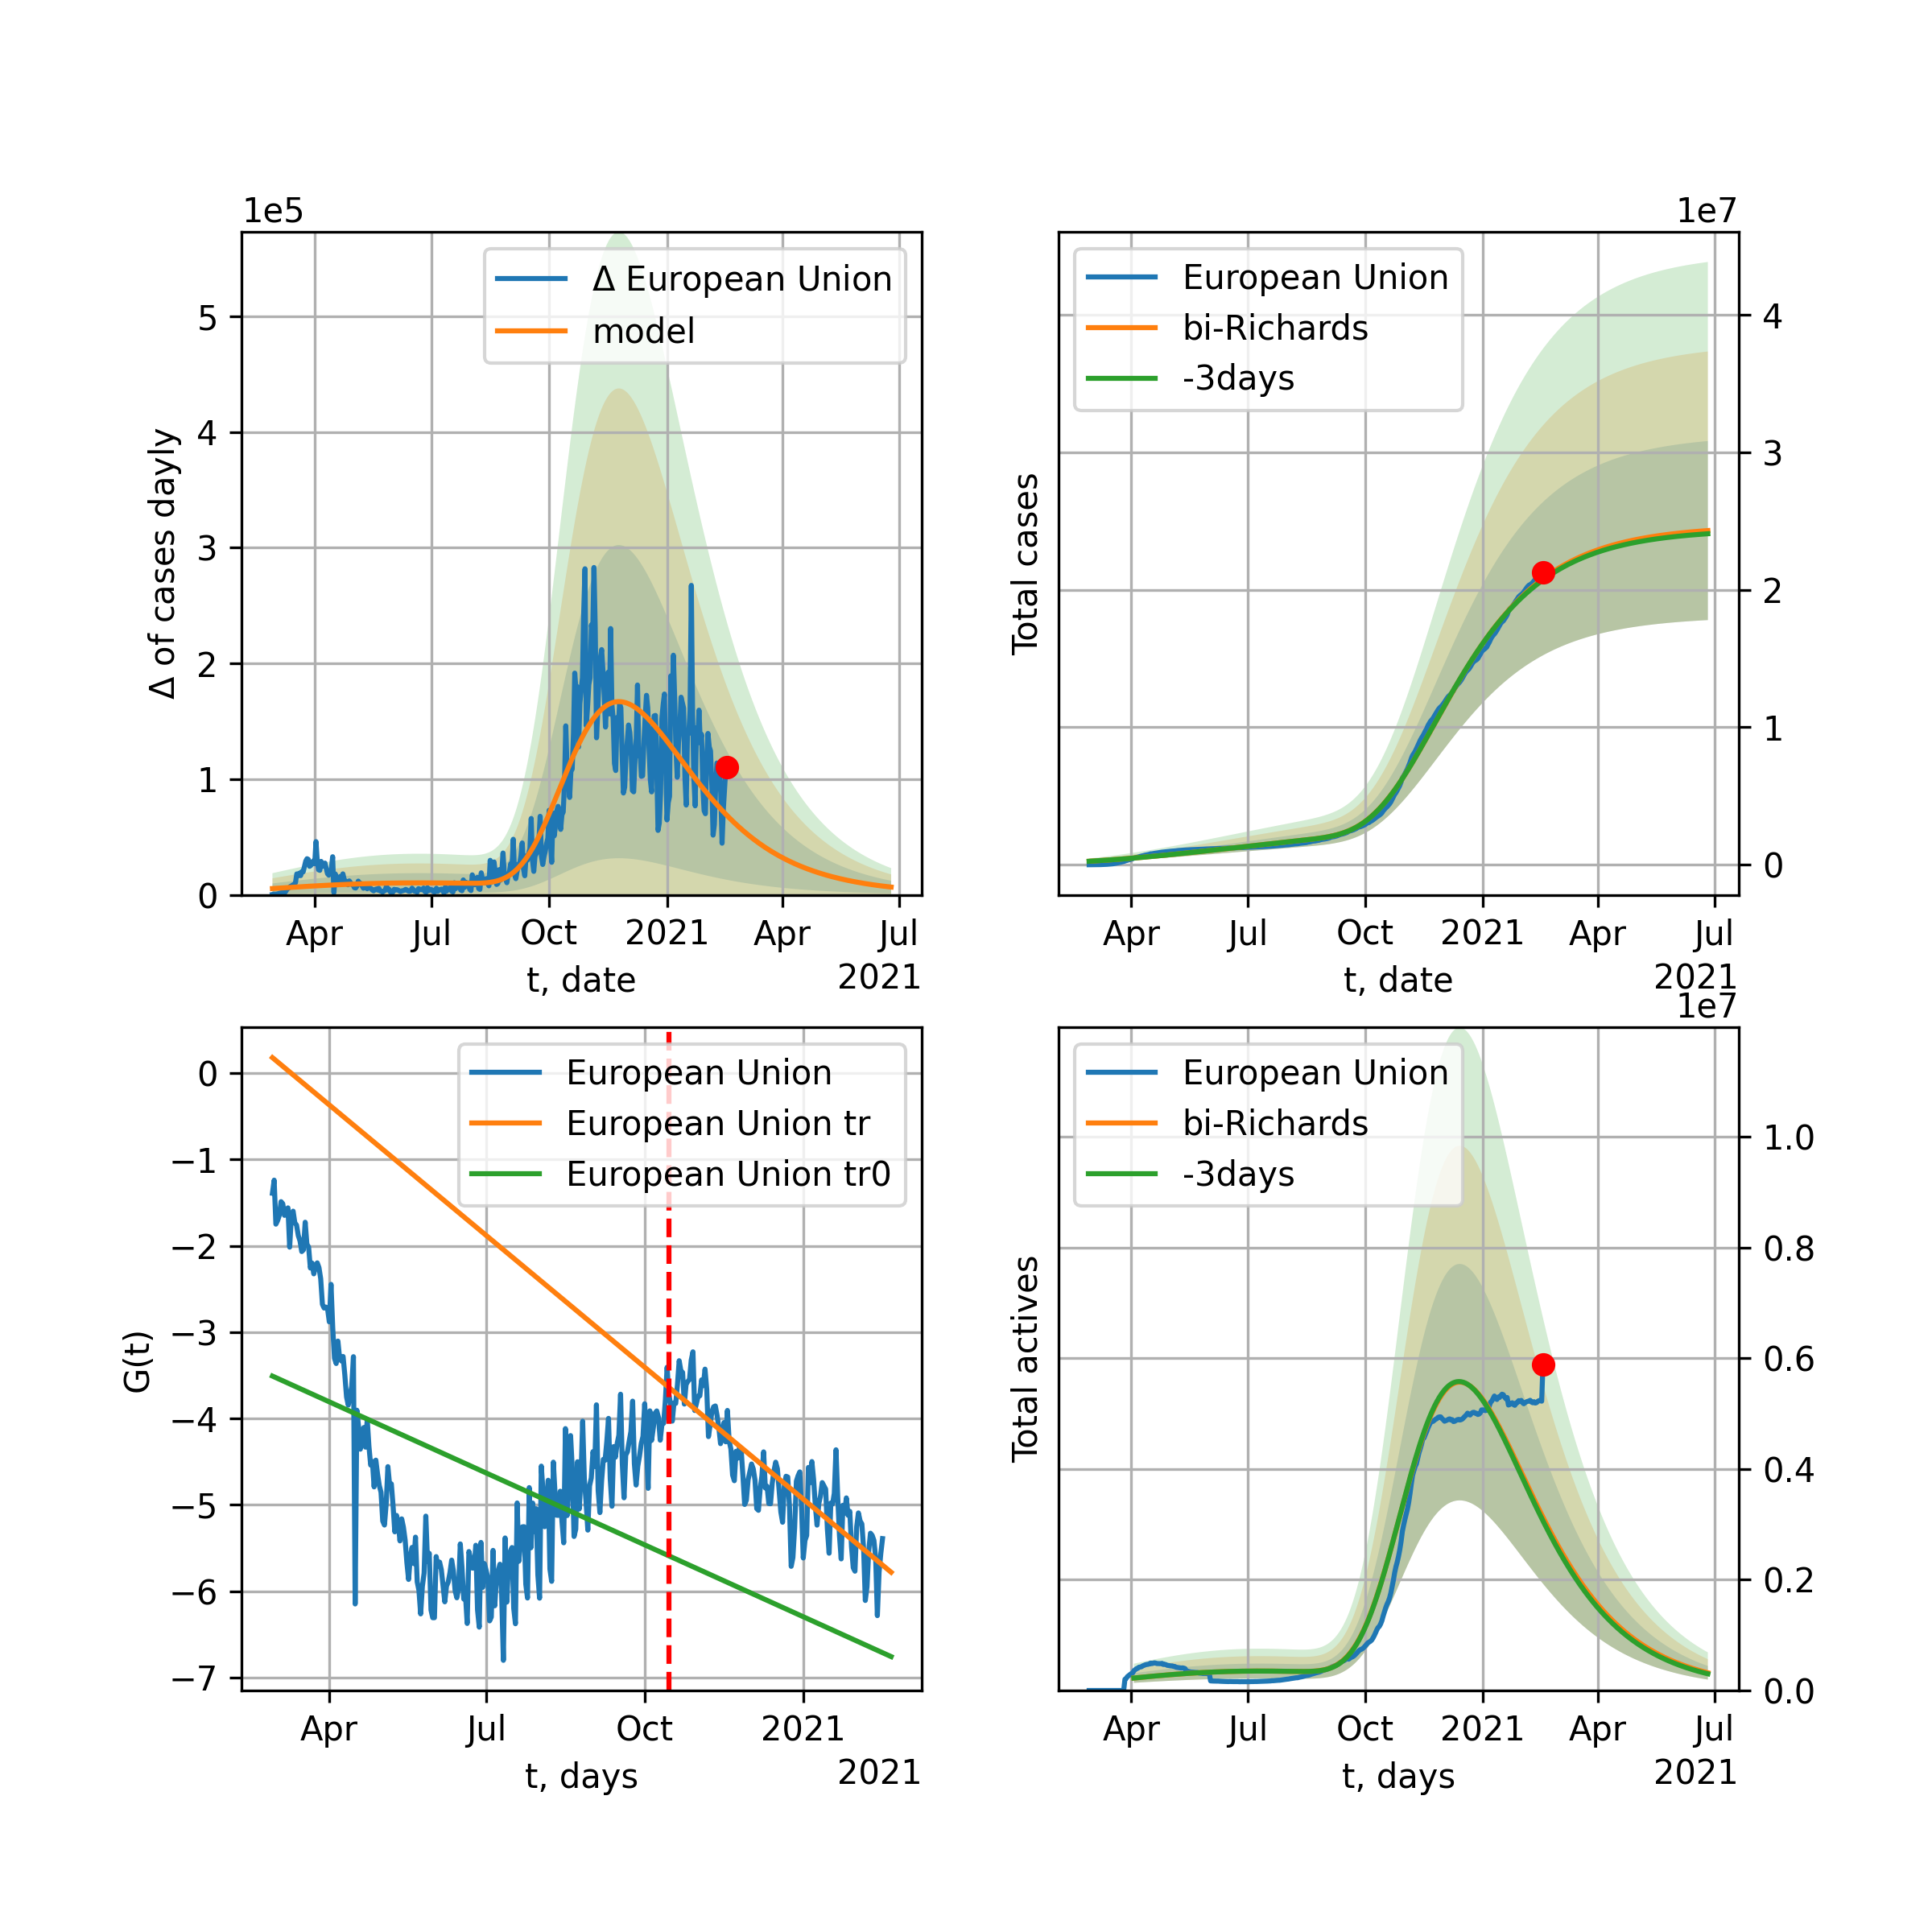 1e5
Δ European Union
model
5
4
3
2
1
0
Δ of cases dayly
Apr Jul Oct 2021 Apr Jul
t, date
2021
1e7
European Union
bi-Richards
-3days
4
3
2
1
0
Total cases
Apr Jul Oct 2021 Apr Jul
t, date
2021
European Union
European Union tr
European Union tr0
0
−1
−2
−3
−4
−5
−6
−7
G(t)
Apr Jul Oct 2021
t, days
2021
1e7
European Union
bi-Richards
-3days
1.0
0.8
0.6
0.4
0.2
0.0
Total actives
Apr Jul Oct 2021 Apr Jul
t, days
2021